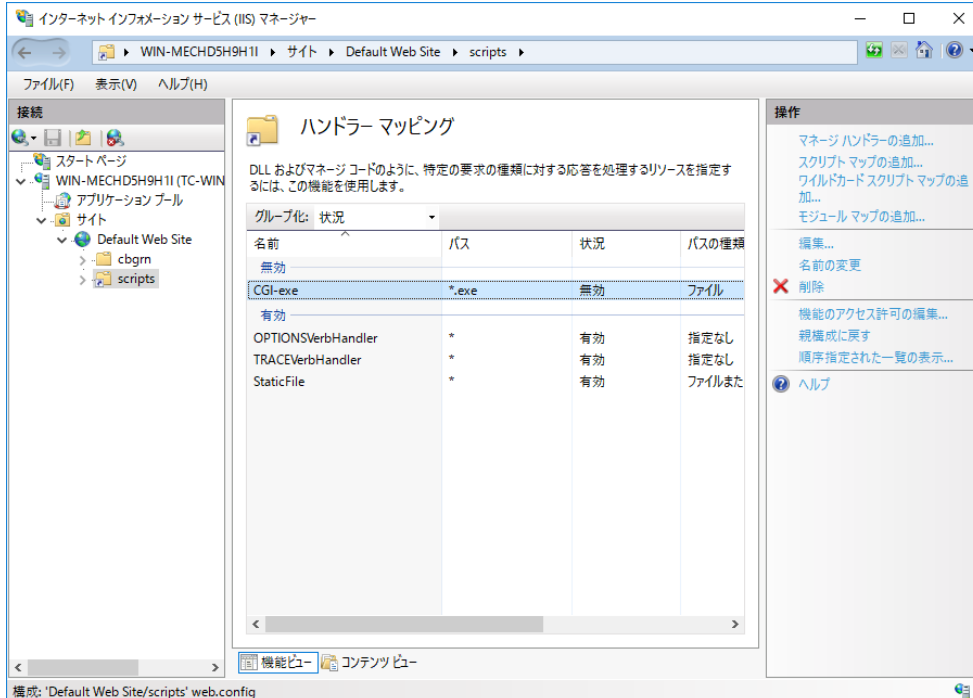 インターネット インフォメーション サービス (IIS) マネージャー
WIN-MECHD5H9H1I サイト Default Web Site scripts
ファイル(F) 表示(V) ヘルプ(H)
接続
スタート ページ
WIN-MECHD5H9H1I (TC-WIN
アプリケーション プール
サイト
Default Web Site
cbgrn
scripts
ハンドラー マッピング
DLL およびマネージ コードのように、特定の要求の種類に対する応答を処理するリソースを指定す
るには、この機能を使用します。
グループ化: 状況
名前 パス 状況 パスの種類
無効
CGI-exe *.exe 無効 ファイル
有効
OPTIONSVerbHandler * 有効 指定なし
TRACEVerbHandler * 有効 指定なし
StaticFile * 有効 ファイルまた
機能ビュー コンテンツ ビュー
操作
マネージ ハンドラーの追加...
スクリプト マップの追加...
ワイルドカード スクリプト マップの追
加...
モジュール マップの追加...
編集...
名前の変更
削除
機能のアクセス許可の編集...
親構成に戻す
順序指定された一覧の表示...
ヘルプ
構成: 'Default Web Site/scripts' web.config